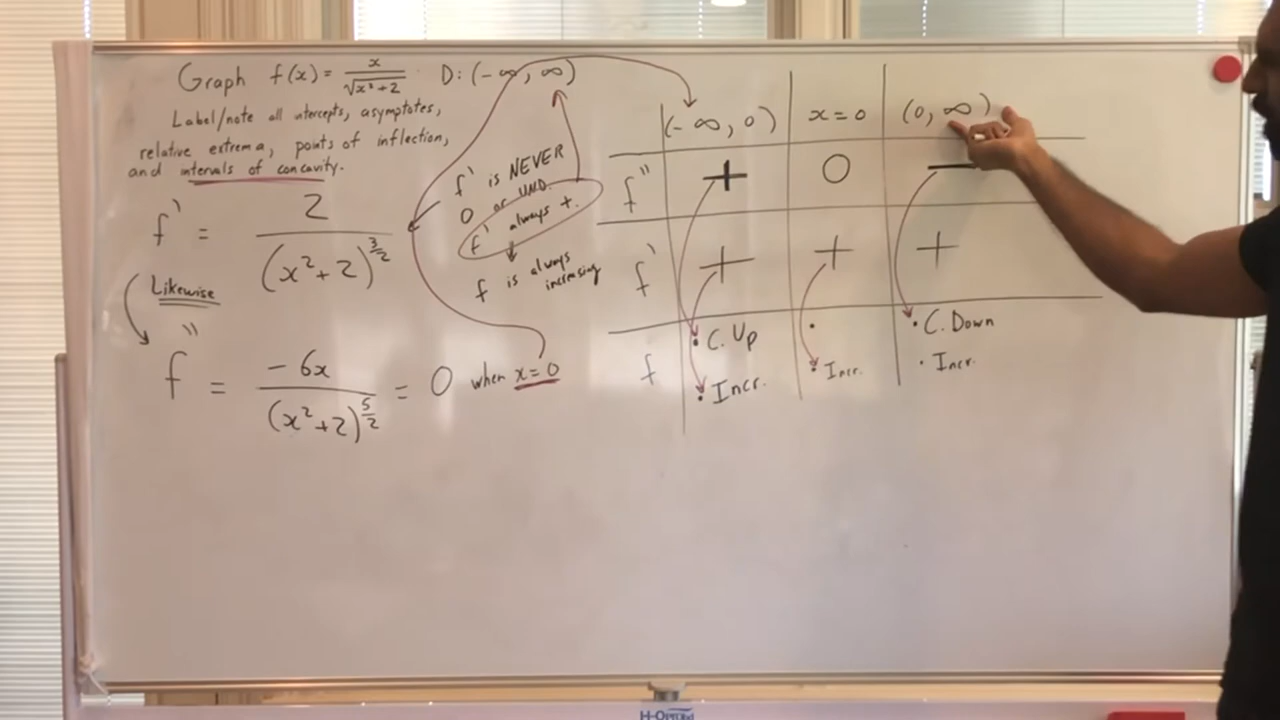 Graph f(x) = x/√(x²+2) D: (-∞, ∞)
Label/note all intercepts, asymptotes,
relative extrema, points of inflection,
and intervals of concavity.
f' = 2/(x²+2)^(3/2)
f' is NEVER
0 or UND.
f' always +.
f is always
increasing
Likewise
f'' = -6x/(x²+2)^(5/2) = 0 when x=0
(-∞, 0) x=0 (0, ∞)
f'' + 0 −
f' + + +
f • C. Up • • C. Down
• Incr. • Incr. • Incr.